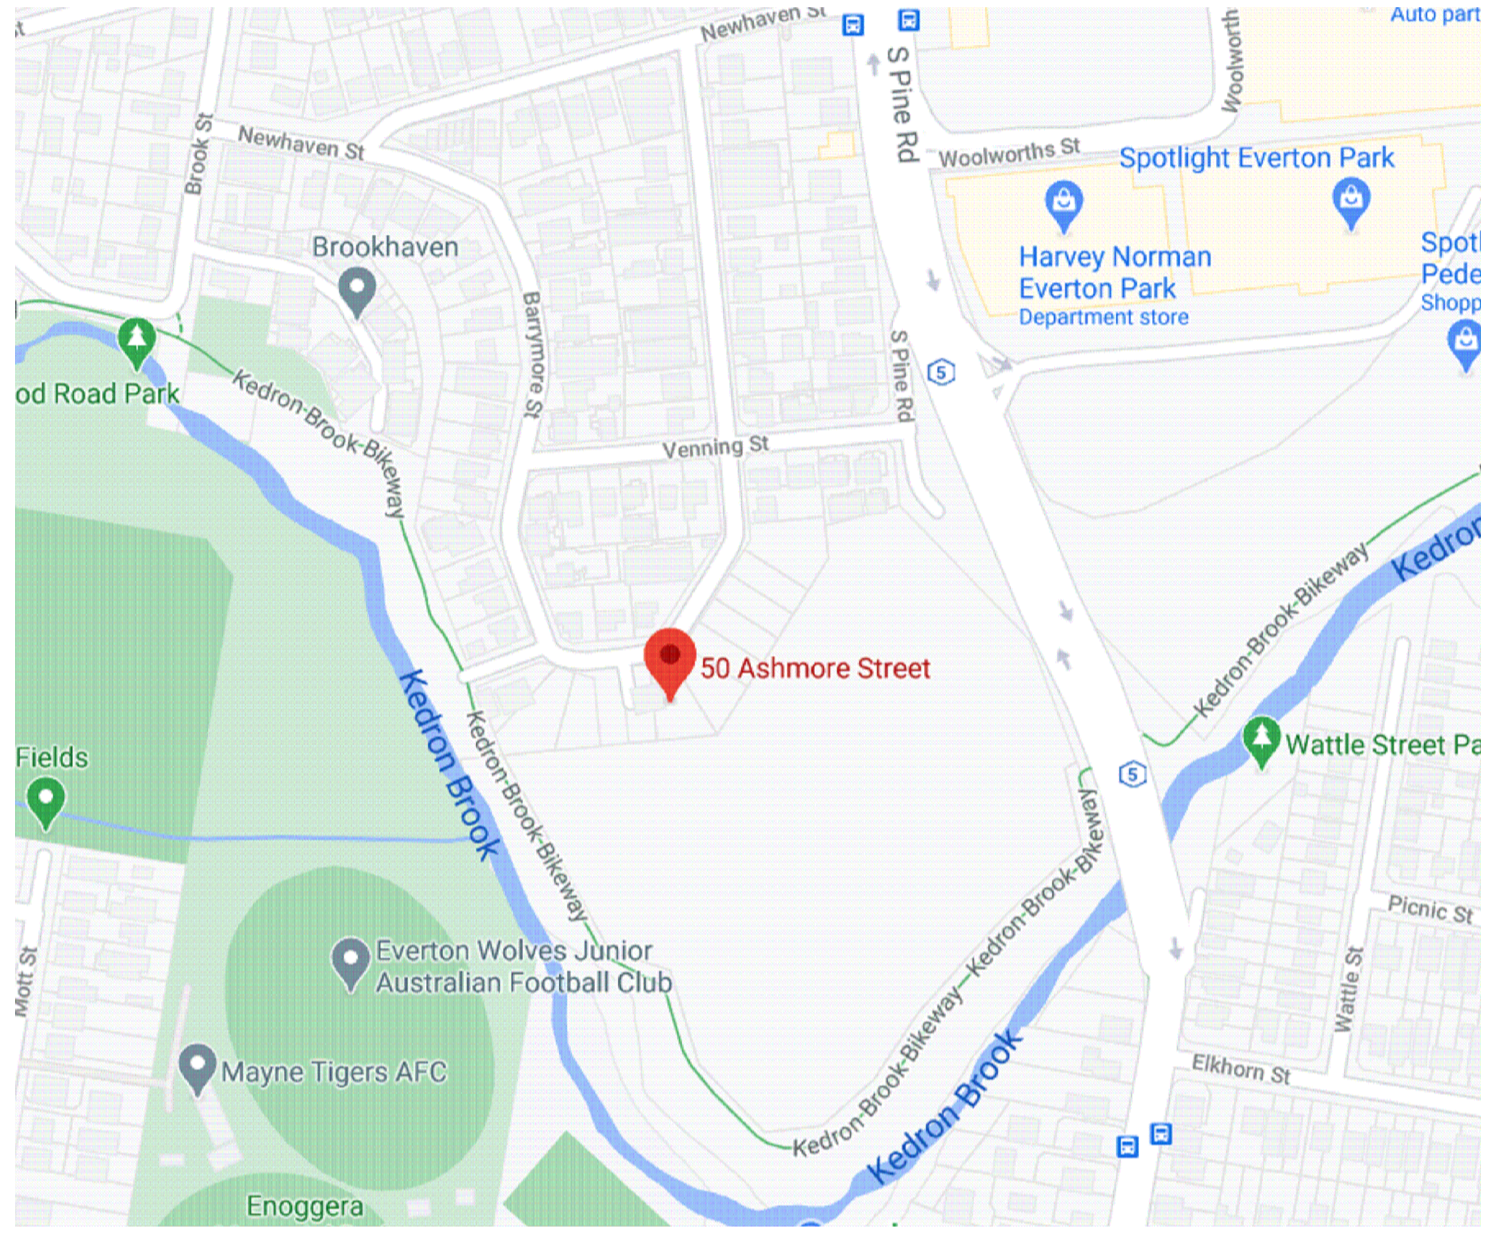 Newhaven St
Auto part
S Pine Rd
Woolworth
Brook St
Newhaven St
Woolworths St
Spotlight Everton Park
Brookhaven
Harvey Norman
Everton Park
Department store
Spotl
Pede
Shopp
Barrymore St
S Pine Rd
5
od Road Park
Kedron-Brook-Bikeway
Venning St
Kedron
Kedron-Brook-Bikeway
50 Ashmore Street
Kedron Brook
Kedron-Brook-Bikeway
Wattle Street Pa
Fields
5
Kedron-Brook-Bikeway
Picnic St
Everton Wolves Junior
Australian Football Club
Mott St
Wattle St
Kedron-Brook-Bikeway
Mayne Tigers AFC
Kedron Brook
Elkhorn St
Enoggera